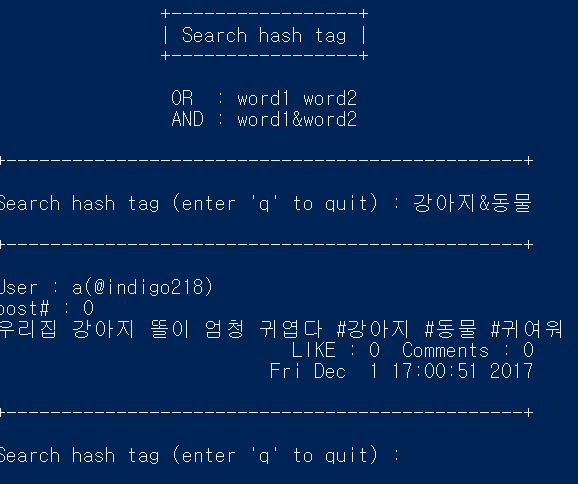 +-----------------+
| Search hash tag |
+-----------------+
OR : word1 word2
AND : word1&word2
+------------------------------------------------+
Search hash tag (enter 'q' to quit) : 강아지&동물
+------------------------------------------------+
User : a(@indigo218)
post# : 0
우리집 강아지 똘이 엄청 귀엽다 #강아지 #동물 #귀여워
LIKE : 0 Comments : 0
Fri Dec 1 17:00:51 2017
+------------------------------------------------+
Search hash tag (enter 'q' to quit) :